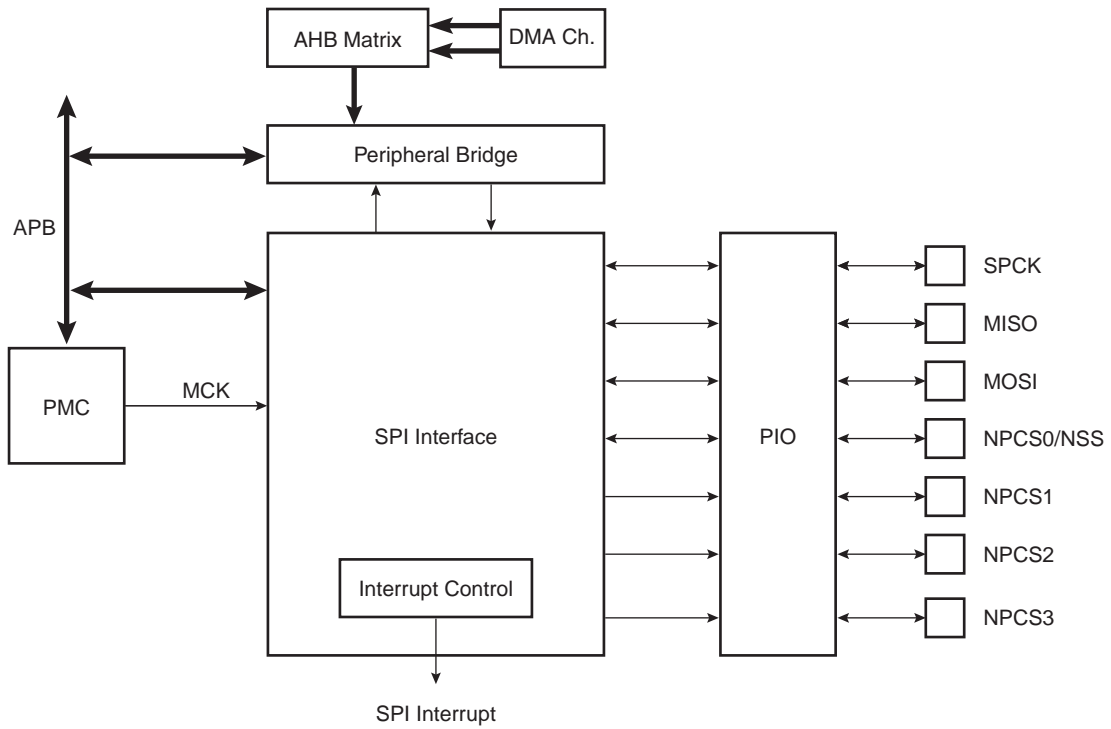 AHB Matrix
DMA Ch.
Peripheral Bridge
APB
PMC
MCK
SPI Interface
PIO
SPCK
MISO
MOSI
NPCS0/NSS
NPCS1
NPCS2
NPCS3
Interrupt Control
SPI Interrupt